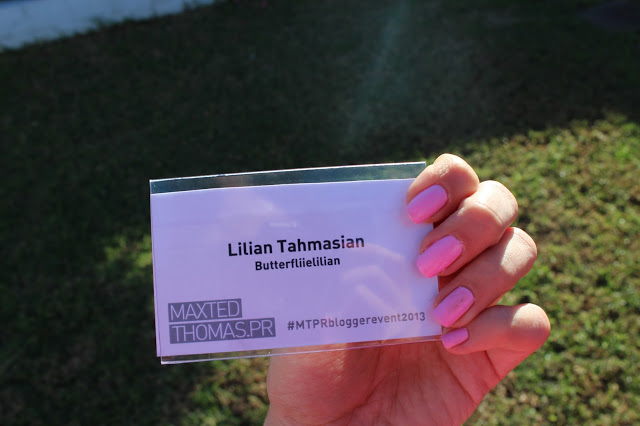 Lilian Tahmasian
Butterfliielilian
MAXTED
THOMAS.PR
#MTPRbloggerevent2013